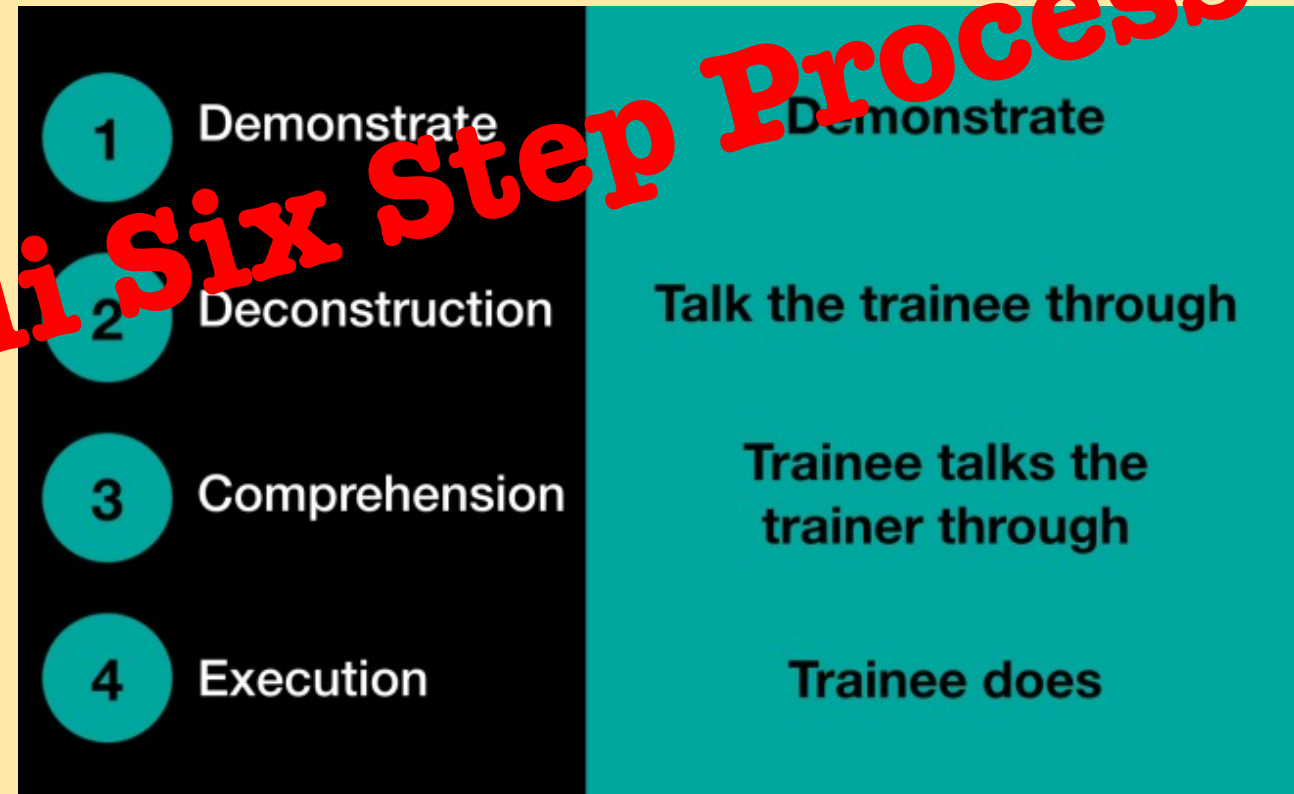 Six Step Process
1 Demonstrate Demonstrate
2 Deconstruction Talk the trainee through
3 Comprehension Trainee talks the
trainer through
4 Execution Trainee does